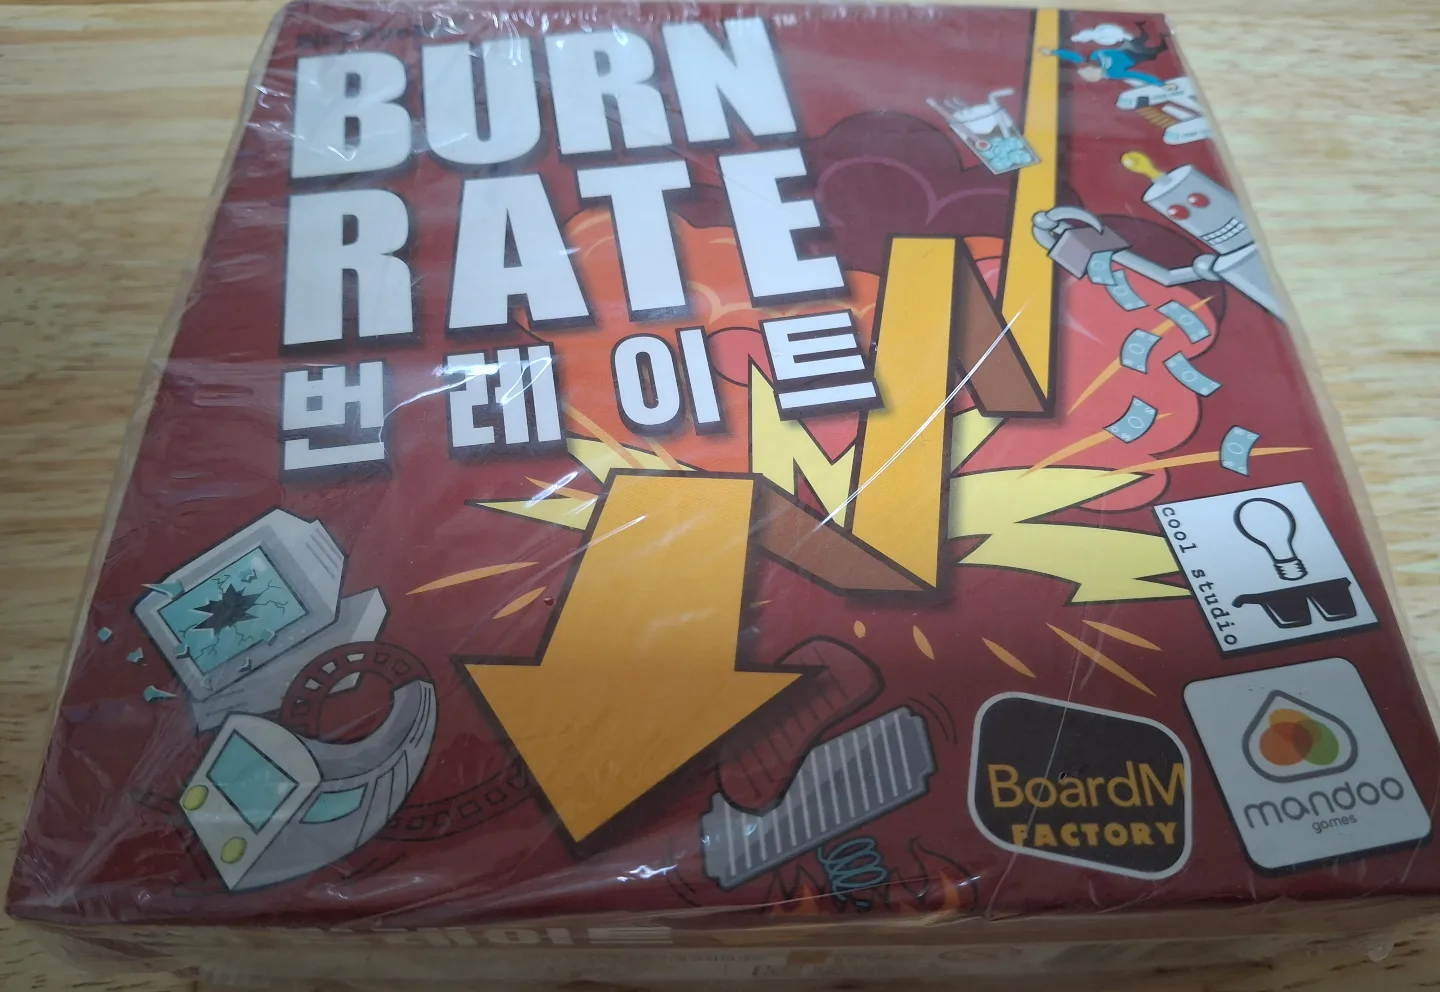 BURN
RATE
번레이트
cool studio
BoardM
FACTORY
mandoo
games